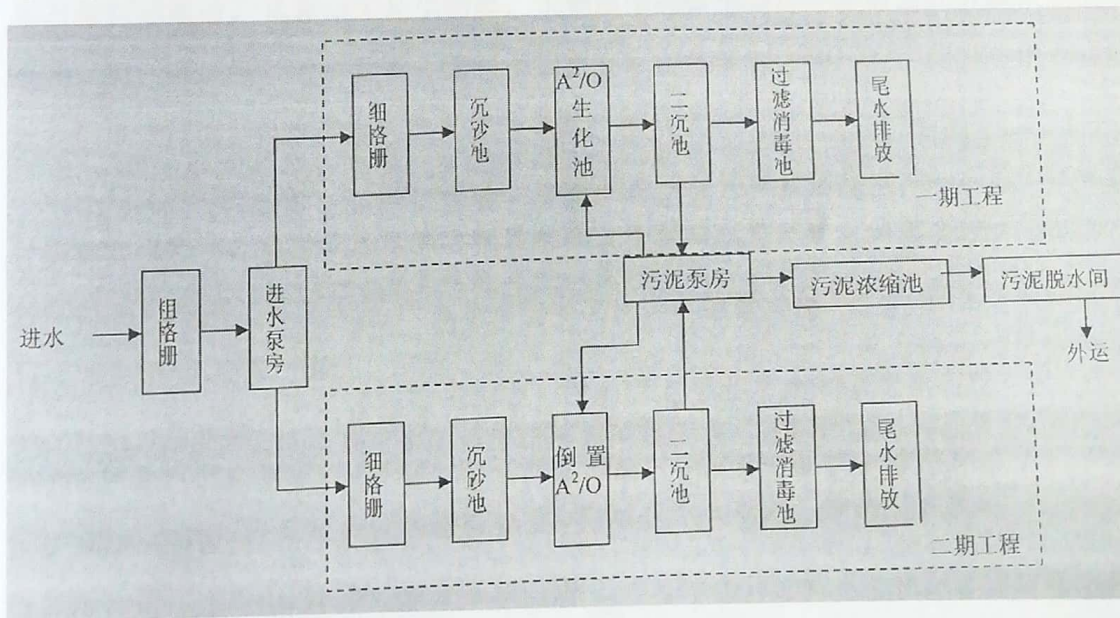 细格栅
沉砂池
A²/O
生化池
二沉池
过滤消毒池
尾水排放
一期工程
进水
粗格栅
进水泵房
污泥泵房
污泥浓缩池
污泥脱水间
外运
细格栅
沉砂池
倒置
A²/O
二沉池
过滤消毒池
尾水排放
二期工程